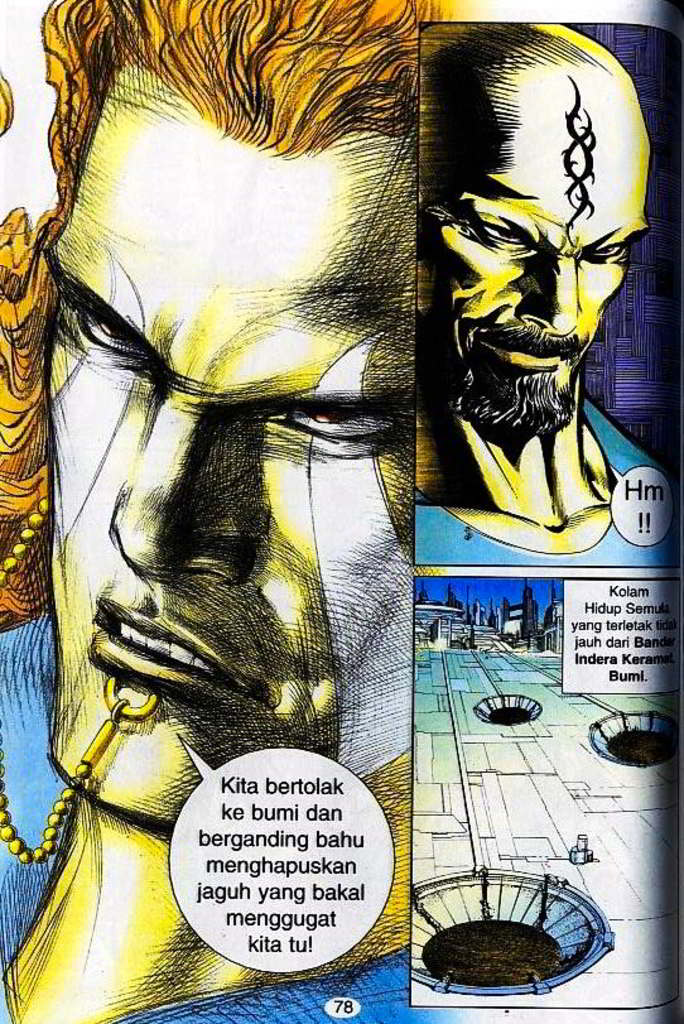 Kita bertolak
ke bumi dan
berganding bahu
menghapuskan
jaguh yang bakal
menggugat
kita tu!
Hm
!!
Kolam
Hidup Semula
yang terletak tidak
jauh dari Bandar
Indera Keramat,
Bumi.
78